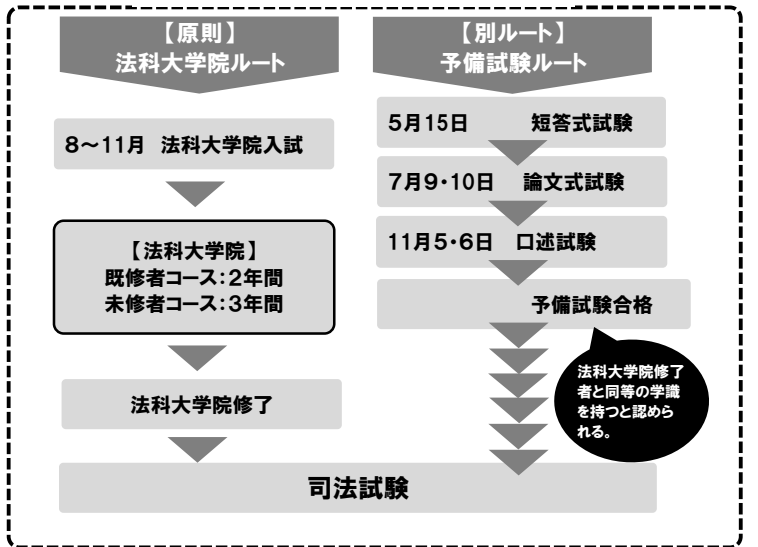 【原則】
法科大学院ルート
8～11月 法科大学院入試
【法科大学院】
既修者コース：2年間
未修者コース：3年間
法科大学院修了
【別ルート】
予備試験ルート
5月15日 短答式試験
7月9・10日 論文式試験
11月5・6日 口述試験
予備試験合格
法科大学院修了
者と同等の学識
を持つと認めら
れる。
司法試験